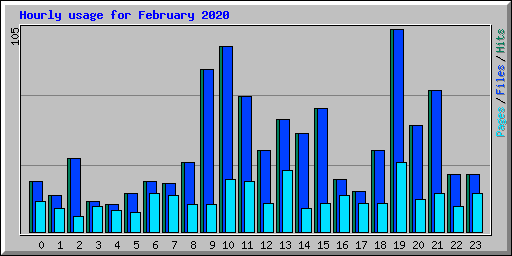 Hourly usage for February 2020
105
Pages/Files/Hits
0 1 2 3 4 5 6 7 8 9 10 11 12 13 14 15 16 17 18 19 20 21 22 23